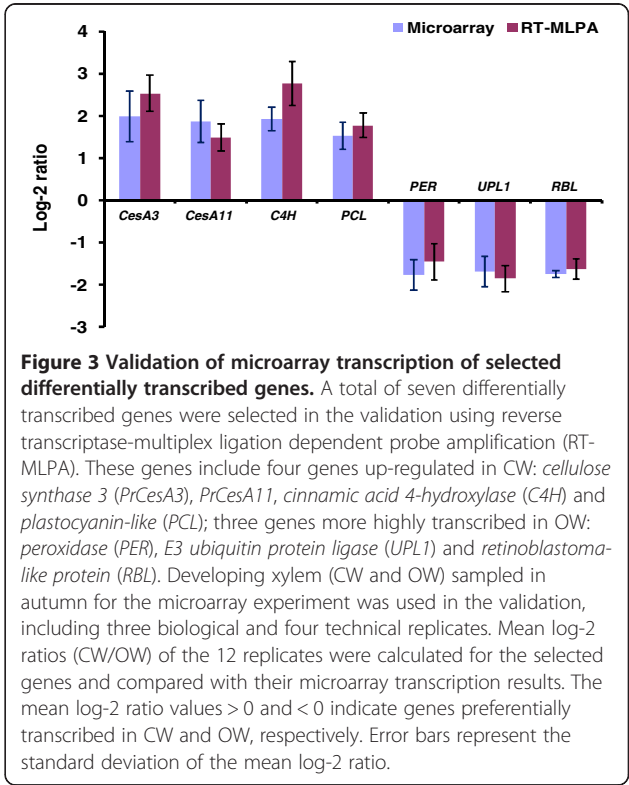 4
Microarray RT-MLPA
3
2
1
0
-1
-2
-3
Log-2 ratio
PER UPL1 RBL
CesA3 CesA11 C4H PCL
Figure 3 Validation of microarray transcription of selected
differentially transcribed genes. A total of seven differentially
transcribed genes were selected in the validation using reverse
transcriptase-multiplex ligation dependent probe amplification (RT-
MLPA). These genes include four genes up-regulated in CW: cellulose
synthase 3 (PrCesA3), PrCesA11, cinnamic acid 4-hydroxylase (C4H) and
plastocyanin-like (PCL); three genes more highly transcribed in OW:
peroxidase (PER), E3 ubiquitin protein ligase (UPL1) and retinoblastoma-
like protein (RBL). Developing xylem (CW and OW) sampled in
autumn for the microarray experiment was used in the validation,
including three biological and four technical replicates. Mean log-2
ratios (CW/OW) of the 12 replicates were calculated for the selected
genes and compared with their microarray transcription results. The
mean log-2 ratio values > 0 and < 0 indicate genes preferentially
transcribed in CW and OW, respectively. Error bars represent the
standard deviation of the mean log-2 ratio.